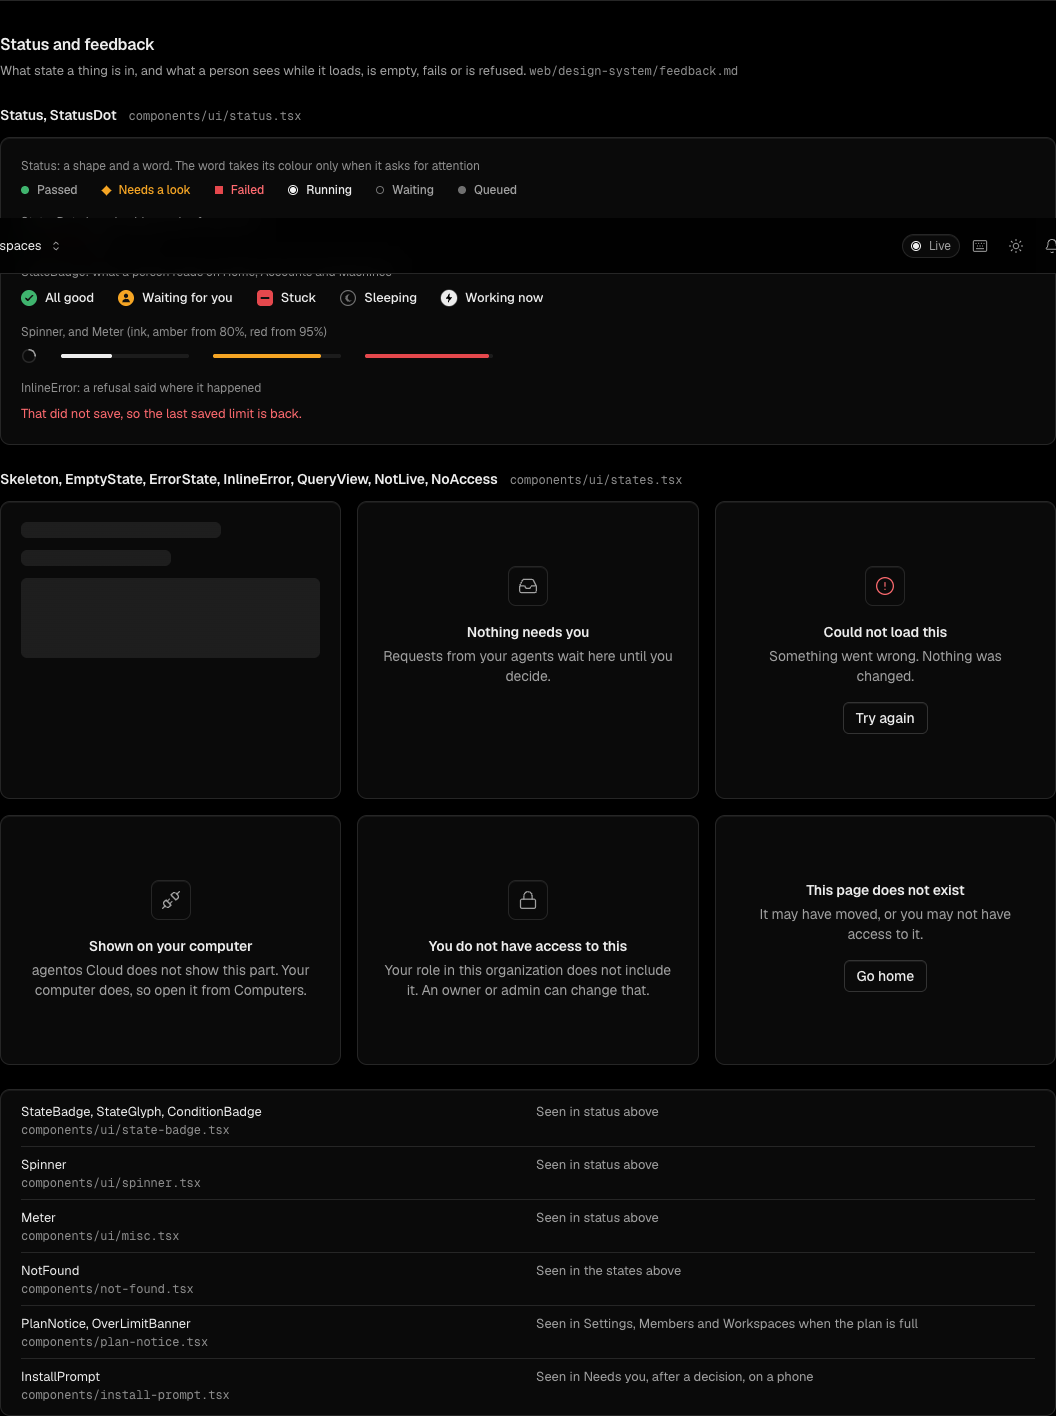 Status and feedback
What state a thing is in, and what a person sees while it loads, is empty, fails or is refused. web/design-system/feedback.md
Status, StatusDot components/ui/status.tsx
Status: a shape and a word. The word takes its colour only when it asks for attention
Passed Needs a look Failed Running Waiting Queued
spaces Live
StateBadge: what a person reads on Home, Accounts and Machines
All good Waiting for you Stuck Sleeping Working now
Spinner, and Meter (ink, amber from 80%, red from 95%)
InlineError: a refusal said where it happened
That did not save, so the last saved limit is back.
Skeleton, EmptyState, ErrorState, InlineError, QueryView, NotLive, NoAccess components/ui/states.tsx
Nothing needs you
Requests from your agents wait here until you
decide.
Could not load this
Something went wrong. Nothing was
changed.
Try again
Shown on your computer
agentos Cloud does not show this part. Your
computer does, so open it from Computers.
You do not have access to this
Your role in this organization does not include
it. An owner or admin can change that.
This page does not exist
It may have moved, or you may not have
access to it.
Go home
StateBadge, StateGlyph, ConditionBadge Seen in status above
components/ui/state-badge.tsx
Spinner Seen in status above
components/ui/spinner.tsx
Meter Seen in status above
components/ui/misc.tsx
NotFound Seen in the states above
components/not-found.tsx
PlanNotice, OverLimitBanner Seen in Settings, Members and Workspaces when the plan is full
components/plan-notice.tsx
InstallPrompt Seen in Needs you, after a decision, on a phone
components/install-prompt.tsx